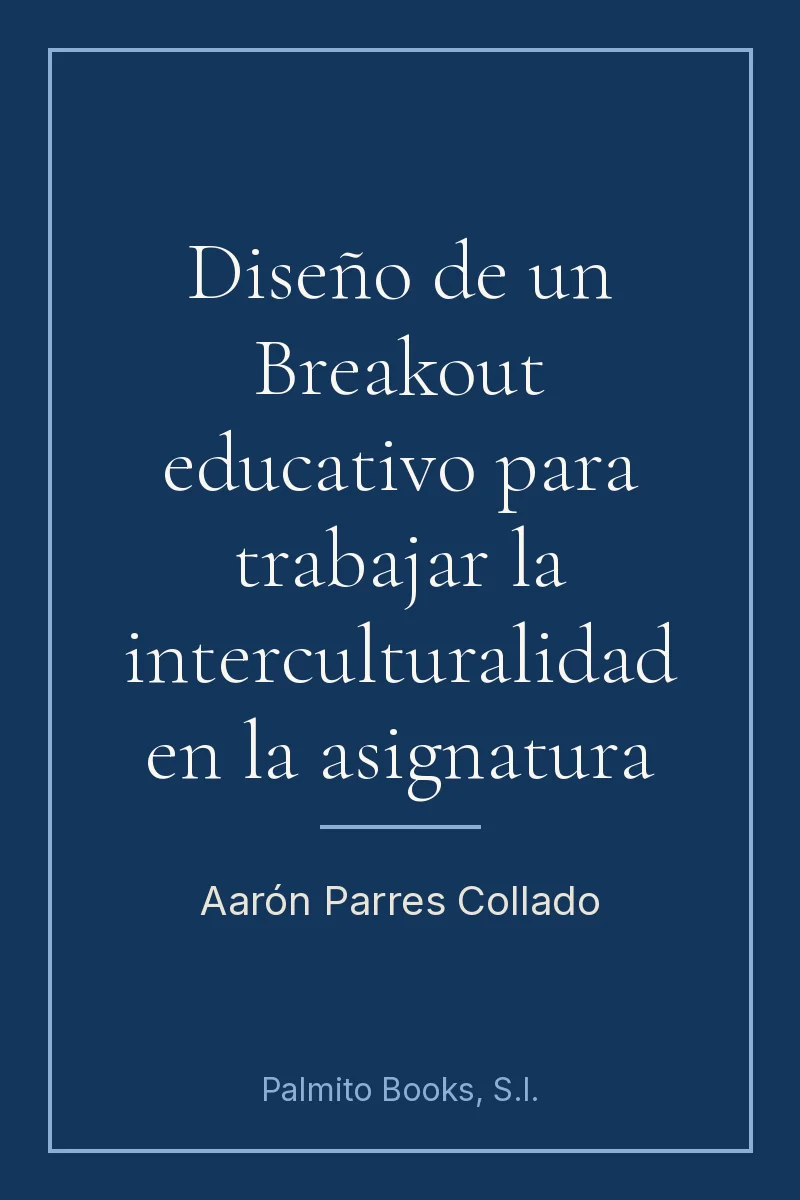 Diseño de un
Breakout
educativo para
trabajar la
interculturalidad
en la asignatura
Aarón Parres Collado
Palmito Books, S.l.